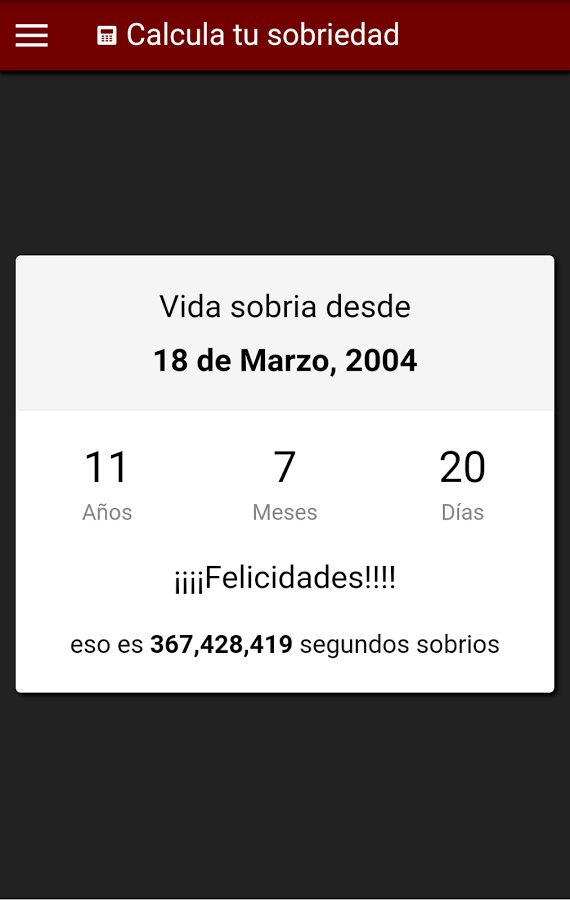 Calcula tu sobriedad
Vida sobria desde
18 de Marzo, 2004
11 7 20
Años Meses Días
¡¡¡¡Felicidades!!!!
eso es 367,428,419 segundos sobrios